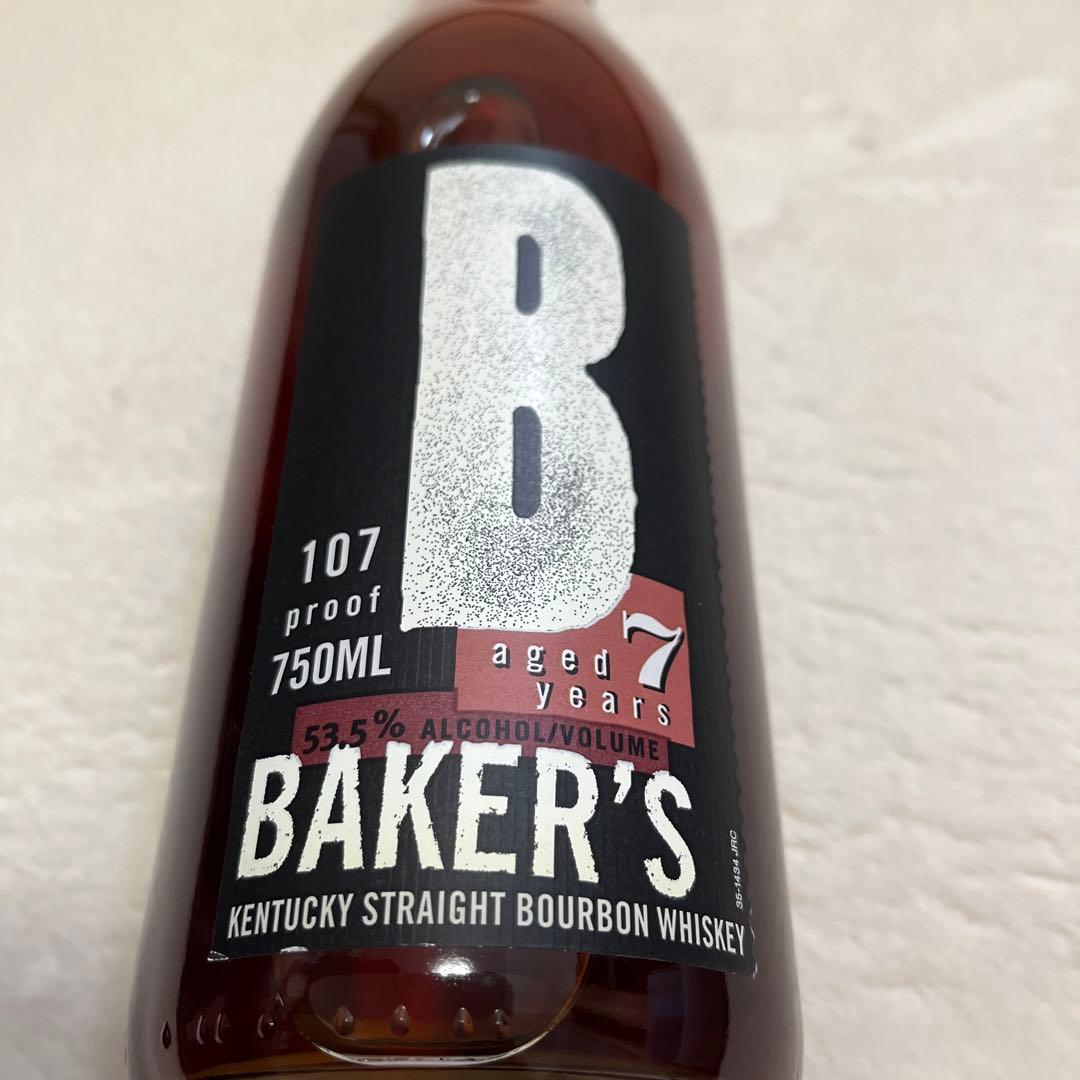 B
107
proof
750ML
aged 7
years
53.5% ALCOHOL/VOLUME
BAKER'S
KENTUCKY STRAIGHT BOURBON WHISKEY
35-1434 JRC